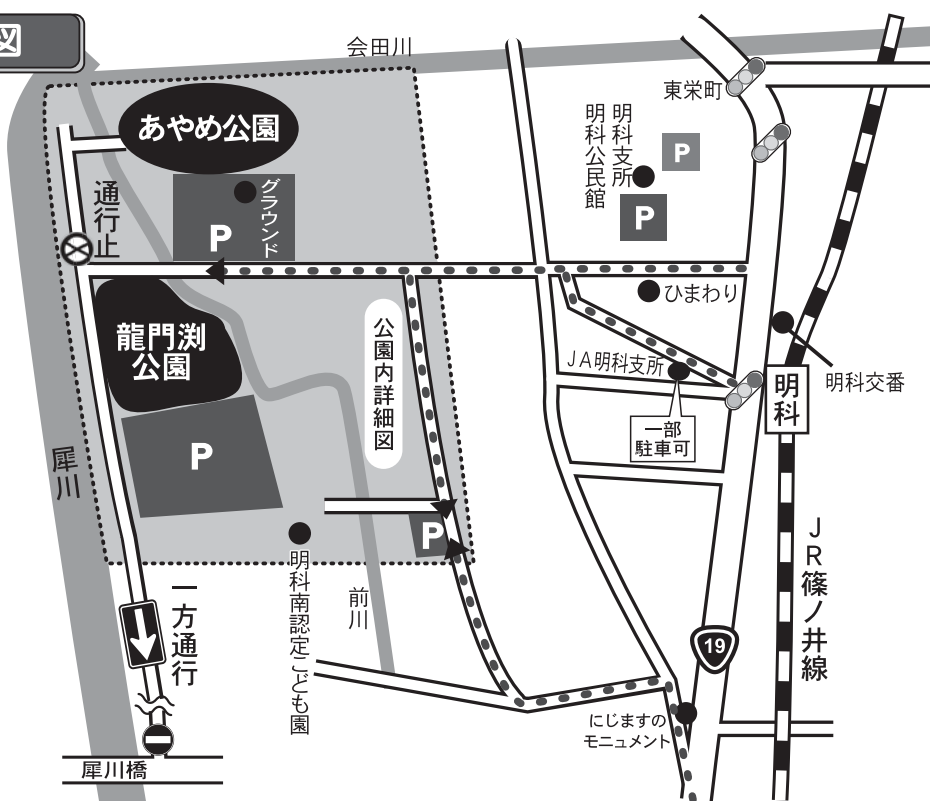 図
会田川
東栄町
あやめ公園
明科支所
明科公民館
P
P
グラウンド
P
通行止
ひまわり
龍門渕
公園
公園内詳細図
JA明科支所
明科交番
明科
一部
駐車可
P
犀川
P
JR篠ノ井線
明科南認定こども園
前川
一方通行
19
にじますの
モニュメント
犀川橋